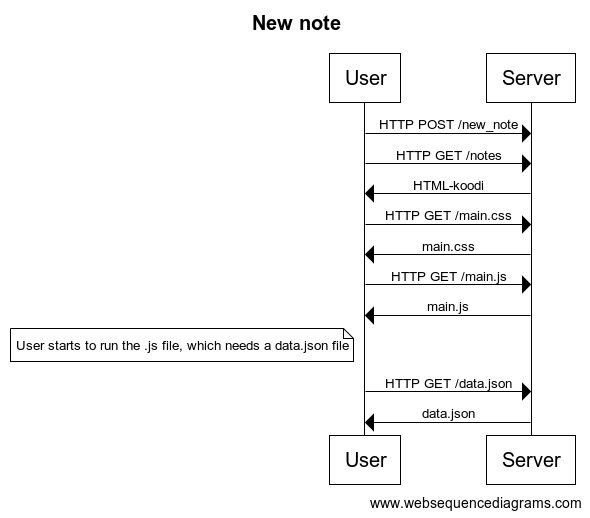 New note
User
Server
HTTP POST /new_note
HTTP GET /notes
HTML-koodi
HTTP GET /main.css
main.css
HTTP GET /main.js
main.js
User starts to run the .js file, which needs a data.json file
HTTP GET /data.json
data.json
User
Server
www.websequencediagrams.com